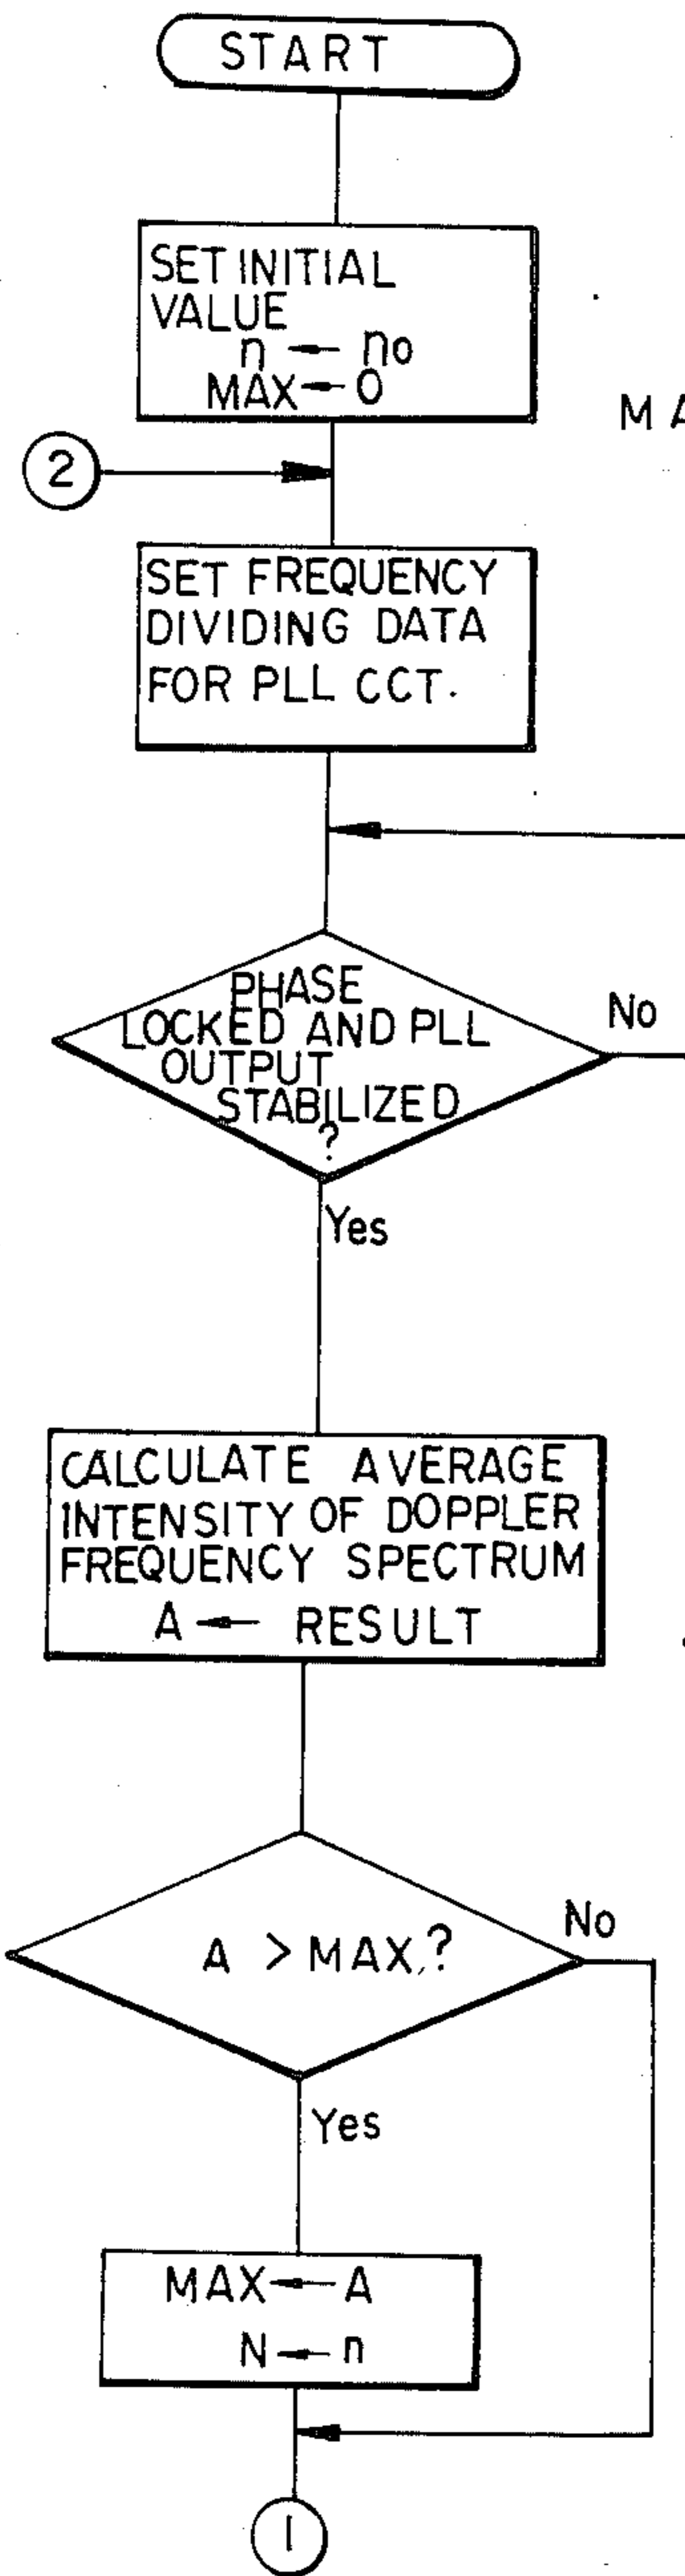 START
SET INITIAL
VALUE
n ← no
MAX ← O
MA
2
SET FREQUENCY
DIVIDING DATA
FOR PLL CCT.
PHASE
LOCKED AND PLL
OUTPUT
STABILIZED
?
No
Yes
CALCULATE AVERAGE
INTENSITY OF DOPPLER
FREQUENCY SPECTRUM
A ← RESULT
A > MAX ?
No
Yes
MAX ← A
N ← n
1